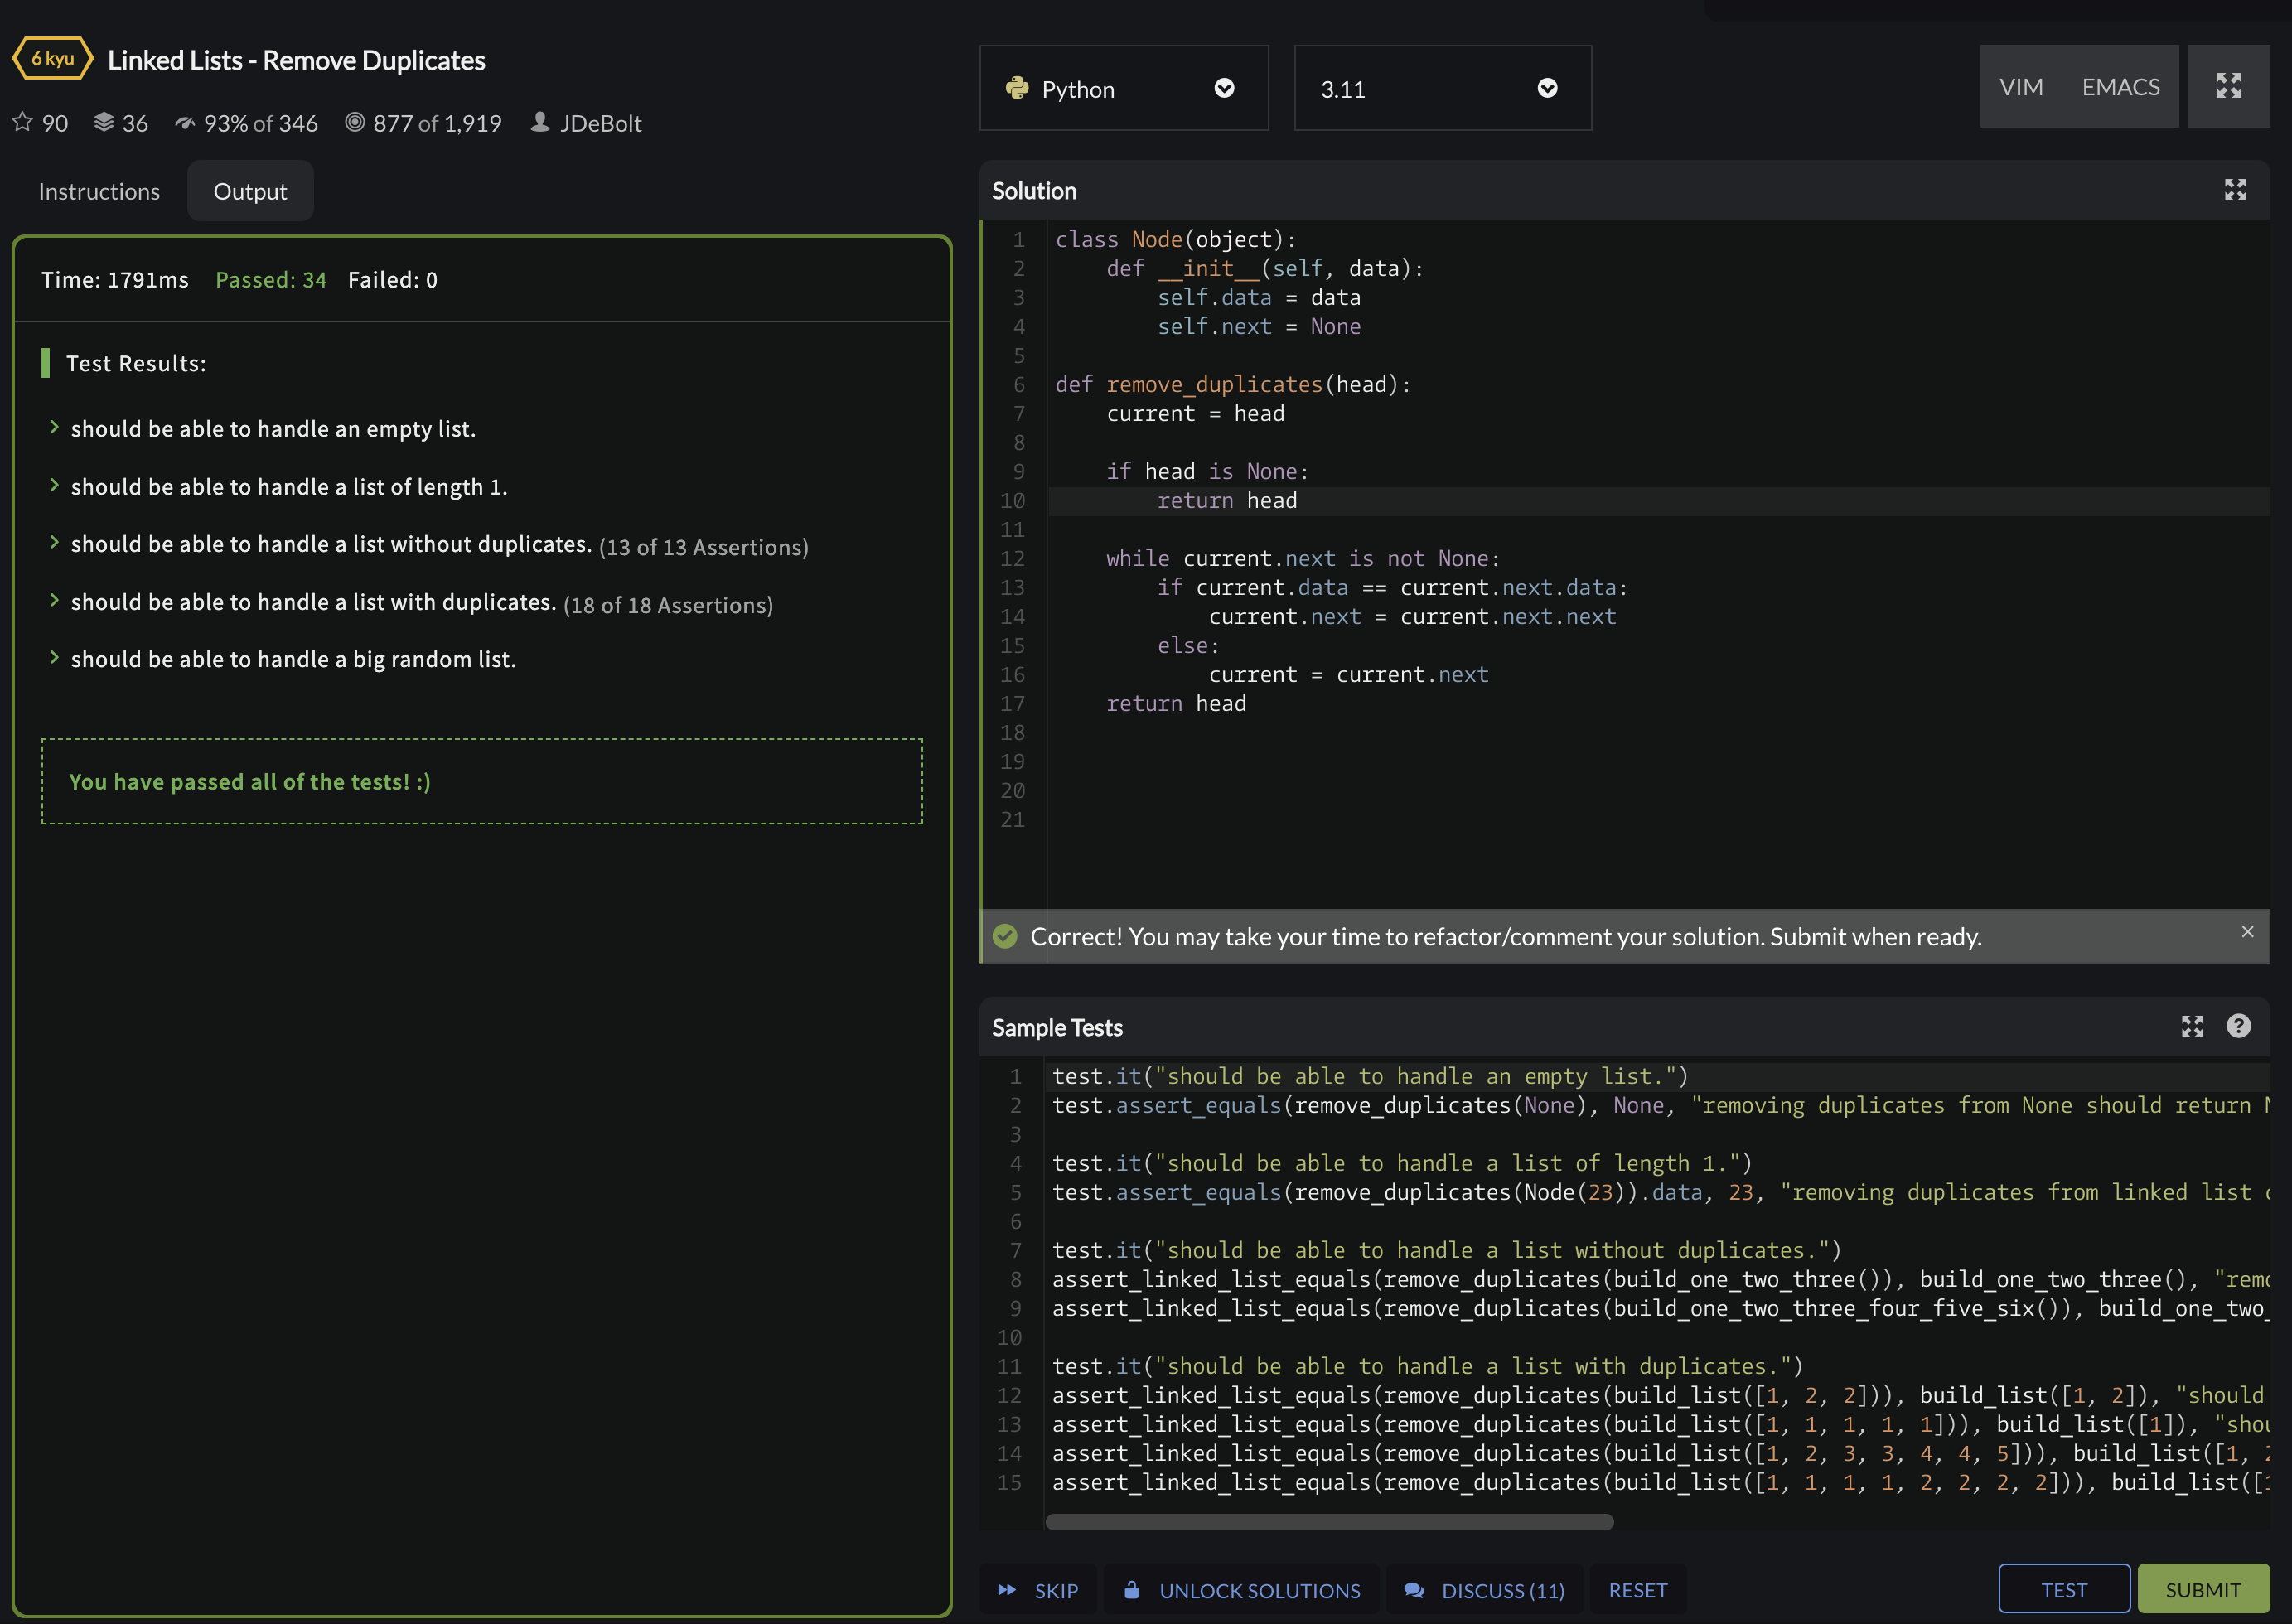 6 kyu
Linked Lists - Remove Duplicates
90 36 93% of 346 877 of 1,919 JDeBolt
Instructions Output
Time: 1791ms Passed: 34 Failed: 0
Test Results:
should be able to handle an empty list.
should be able to handle a list of length 1.
should be able to handle a list without duplicates. (13 of 13 Assertions)
should be able to handle a list with duplicates. (18 of 18 Assertions)
should be able to handle a big random list.
You have passed all of the tests! :)
Python 3.11 VIM EMACS
Solution
1 class Node(object):
2     def __init__(self, data):
3         self.data = data
4         self.next = None
5
6 def remove_duplicates(head):
7     current = head
8
9     if head is None:
10         return head
11
12     while current.next is not None:
13         if current.data == current.next.data:
14             current.next = current.next.next
15         else:
16             current = current.next
17     return head
18
19
20
21
Correct! You may take your time to refactor/comment your solution. Submit when ready. ×
Sample Tests ?
1 test.it("should be able to handle an empty list.")
2 test.assert_equals(remove_duplicates(None), None, "removing duplicates from None should return
3
4 test.it("should be able to handle a list of length 1.")
5 test.assert_equals(remove_duplicates(Node(23)).data, 23, "removing duplicates from linked list
6
7 test.it("should be able to handle a list without duplicates.")
8 assert_linked_list_equals(remove_duplicates(build_one_two_three()), build_one_two_three(), "remo
9 assert_linked_list_equals(remove_duplicates(build_one_two_three_four_five_six()), build_one_two_
10
11 test.it("should be able to handle a list with duplicates.")
12 assert_linked_list_equals(remove_duplicates(build_list([1, 2, 2])), build_list([1, 2]), "should
13 assert_linked_list_equals(remove_duplicates(build_list([1, 1, 1, 1, 1])), build_list([1]), "shou
14 assert_linked_list_equals(remove_duplicates(build_list([1, 2, 3, 3, 4, 4, 5])), build_list([1, 2
15 assert_linked_list_equals(remove_duplicates(build_list([1, 1, 1, 1, 2, 2, 2, 2])), build_list([1
SKIP UNLOCK SOLUTIONS DISCUSS (11) RESET TEST SUBMIT